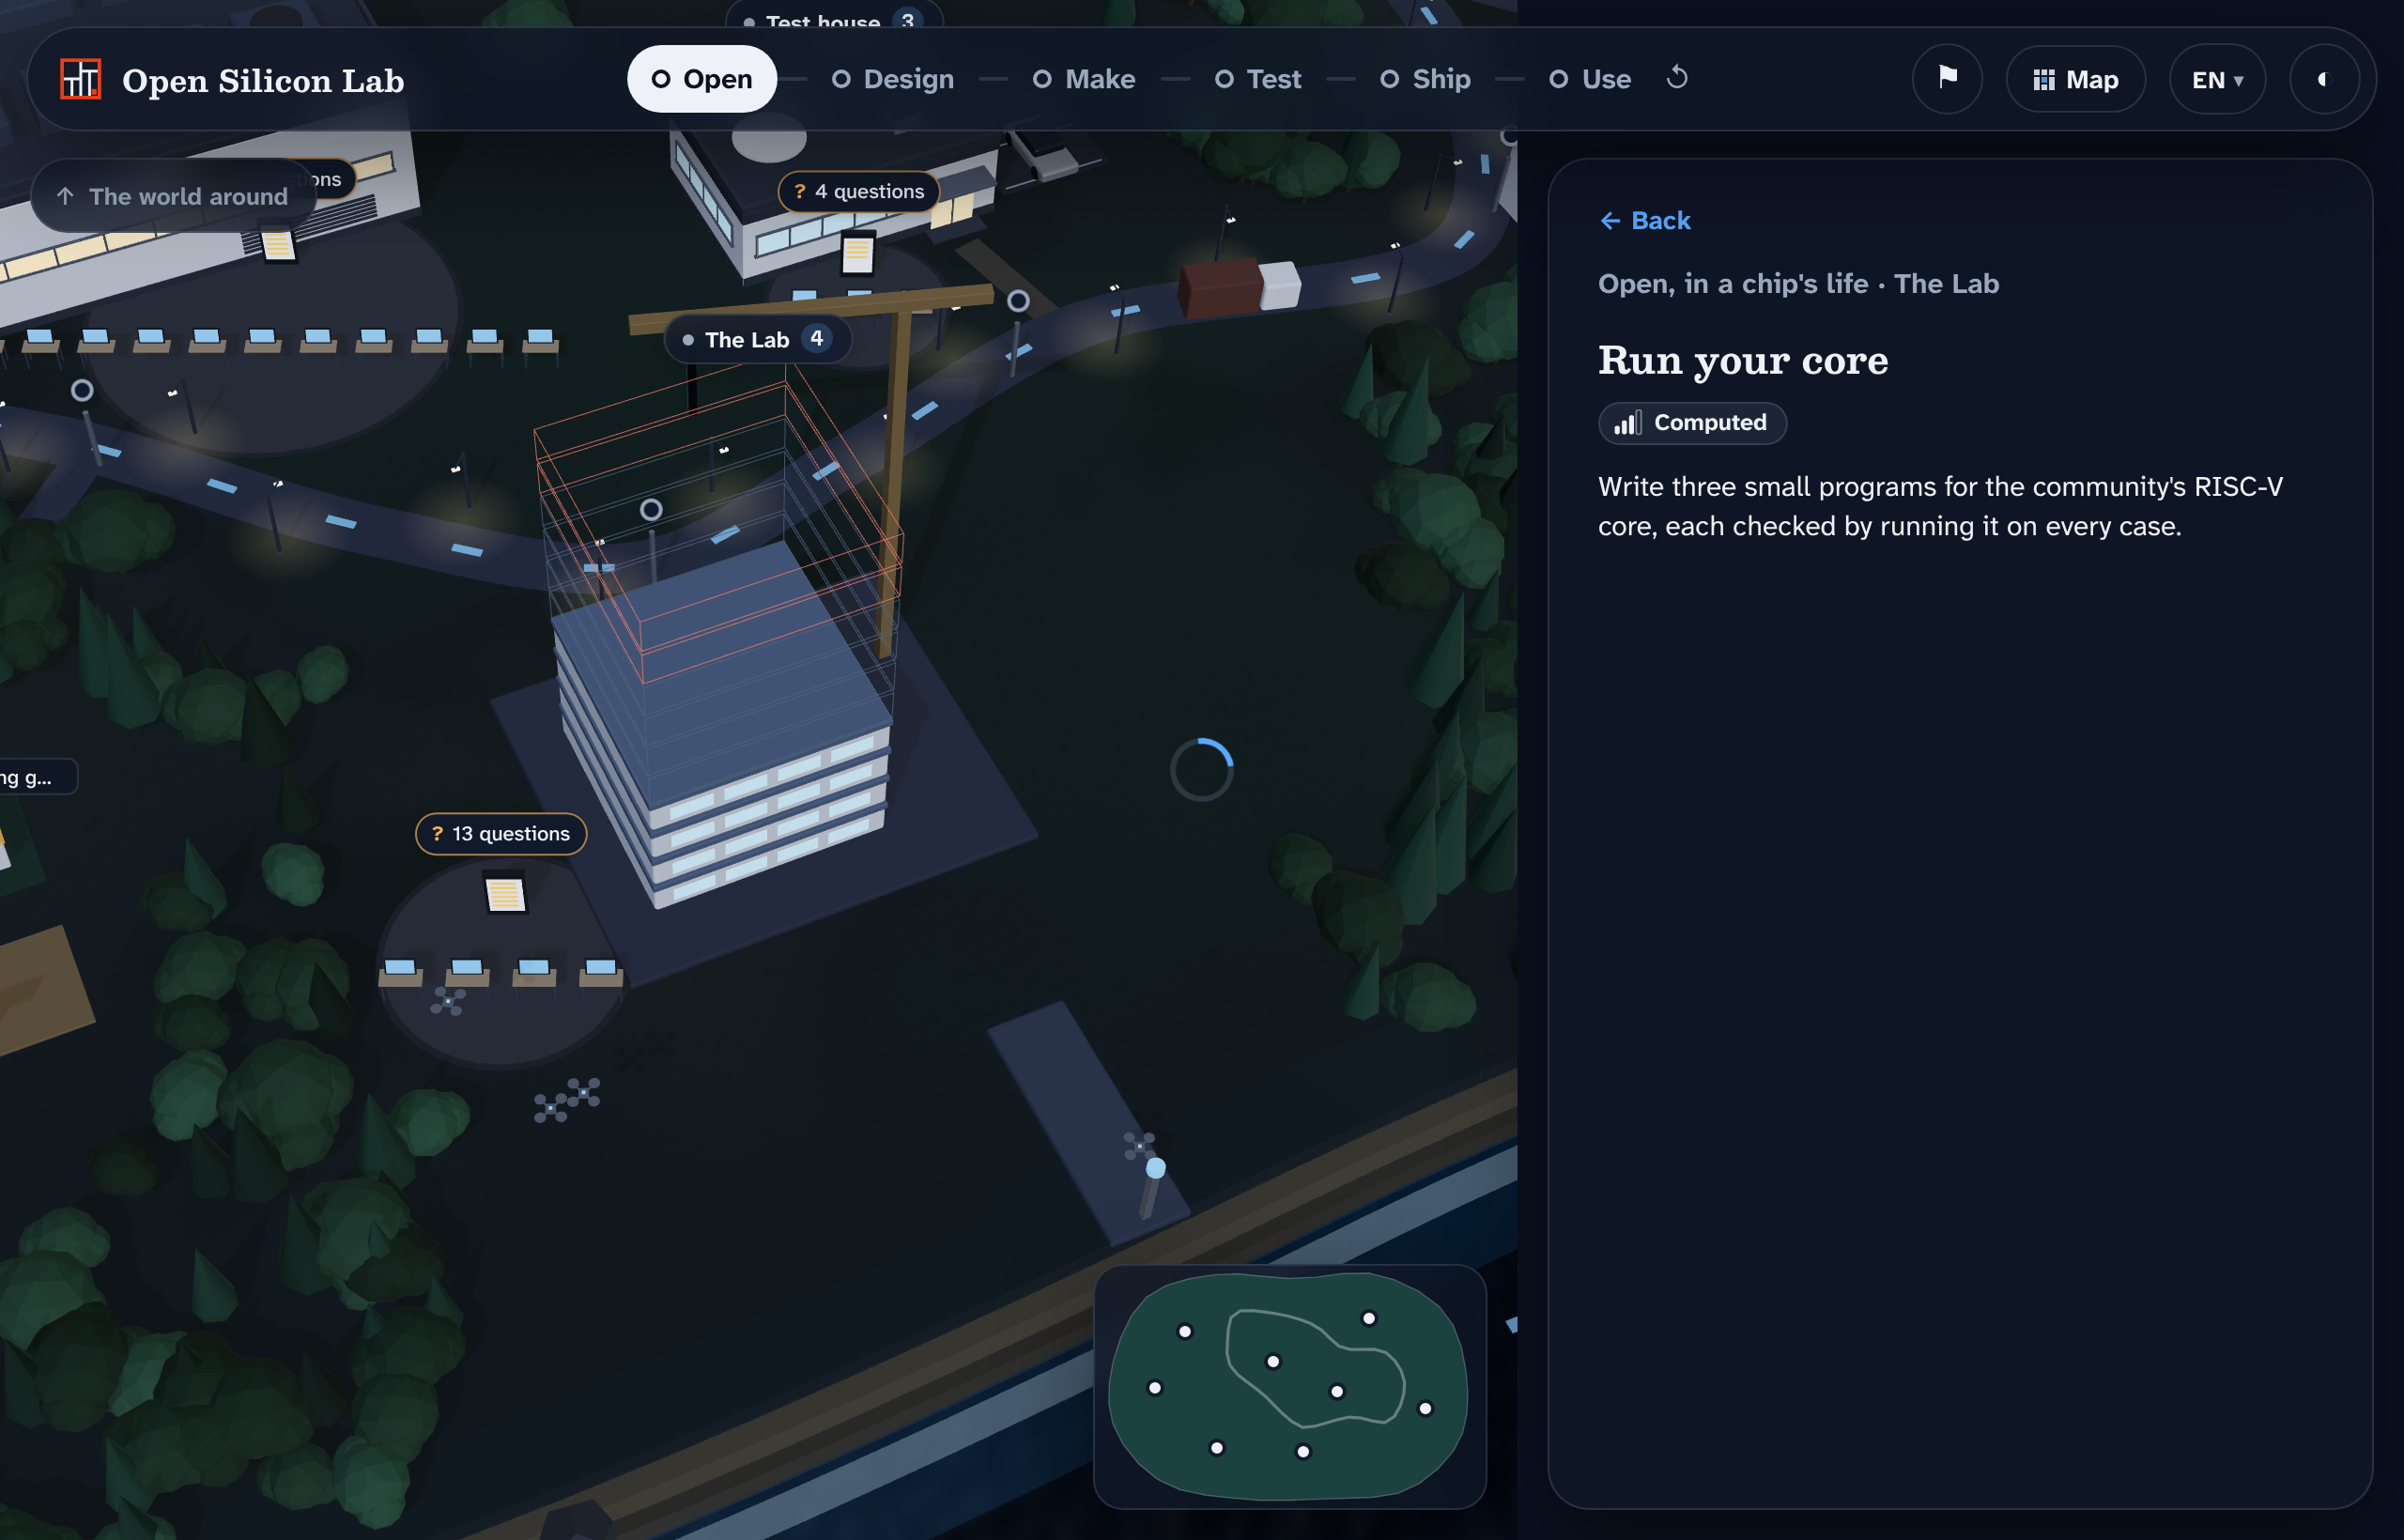 Test house 3
Open Silicon Lab
Open
Design
Make
Test
Ship
Use
Map
EN
The world around
4 questions
The Lab 4
? 13 questions
← Back
Open, in a chip's life · The Lab
Run your core
Computed
Write three small programs for the community's RISC-V
core, each checked by running it on every case.